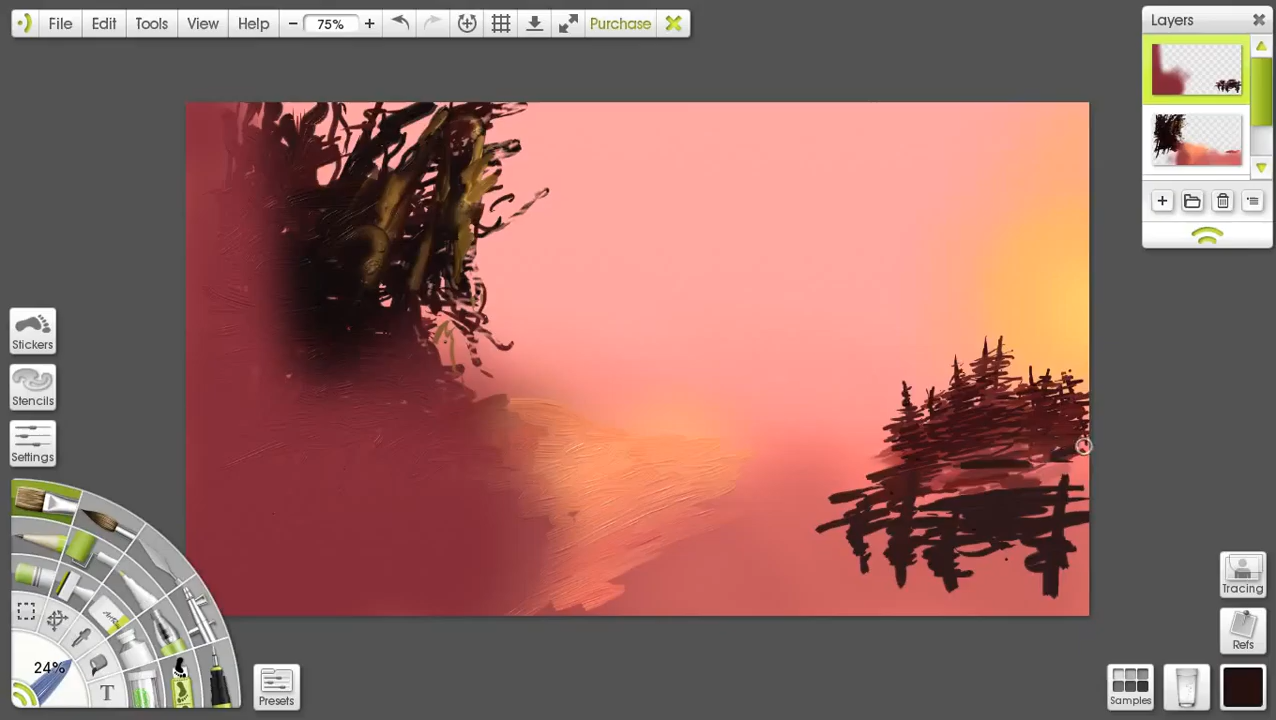 File Edit Tools View Help 75% Purchase
Layers
Stickers
Stencils
Settings
24%
T
Presets
Tracing
Refs
Samples